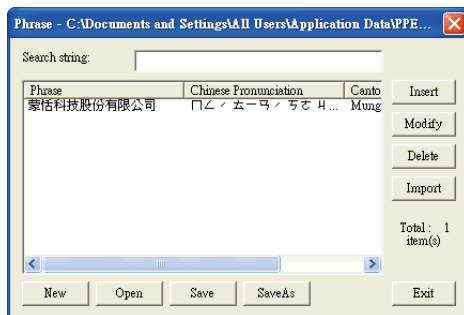 Phrase - C:\Documents and Settings\All Users\Application Data\PPE...
Search string:
Phrase Chinese Pronunciation Canto
蒙恬科技股份有限公司 ㄇㄥˊ ㄊㄧㄢˊ ㄎㄜ ㄐ... Mung
Insert
Modify
Delete
Import
Total : 1
item(s)
New Open Save SaveAs Exit